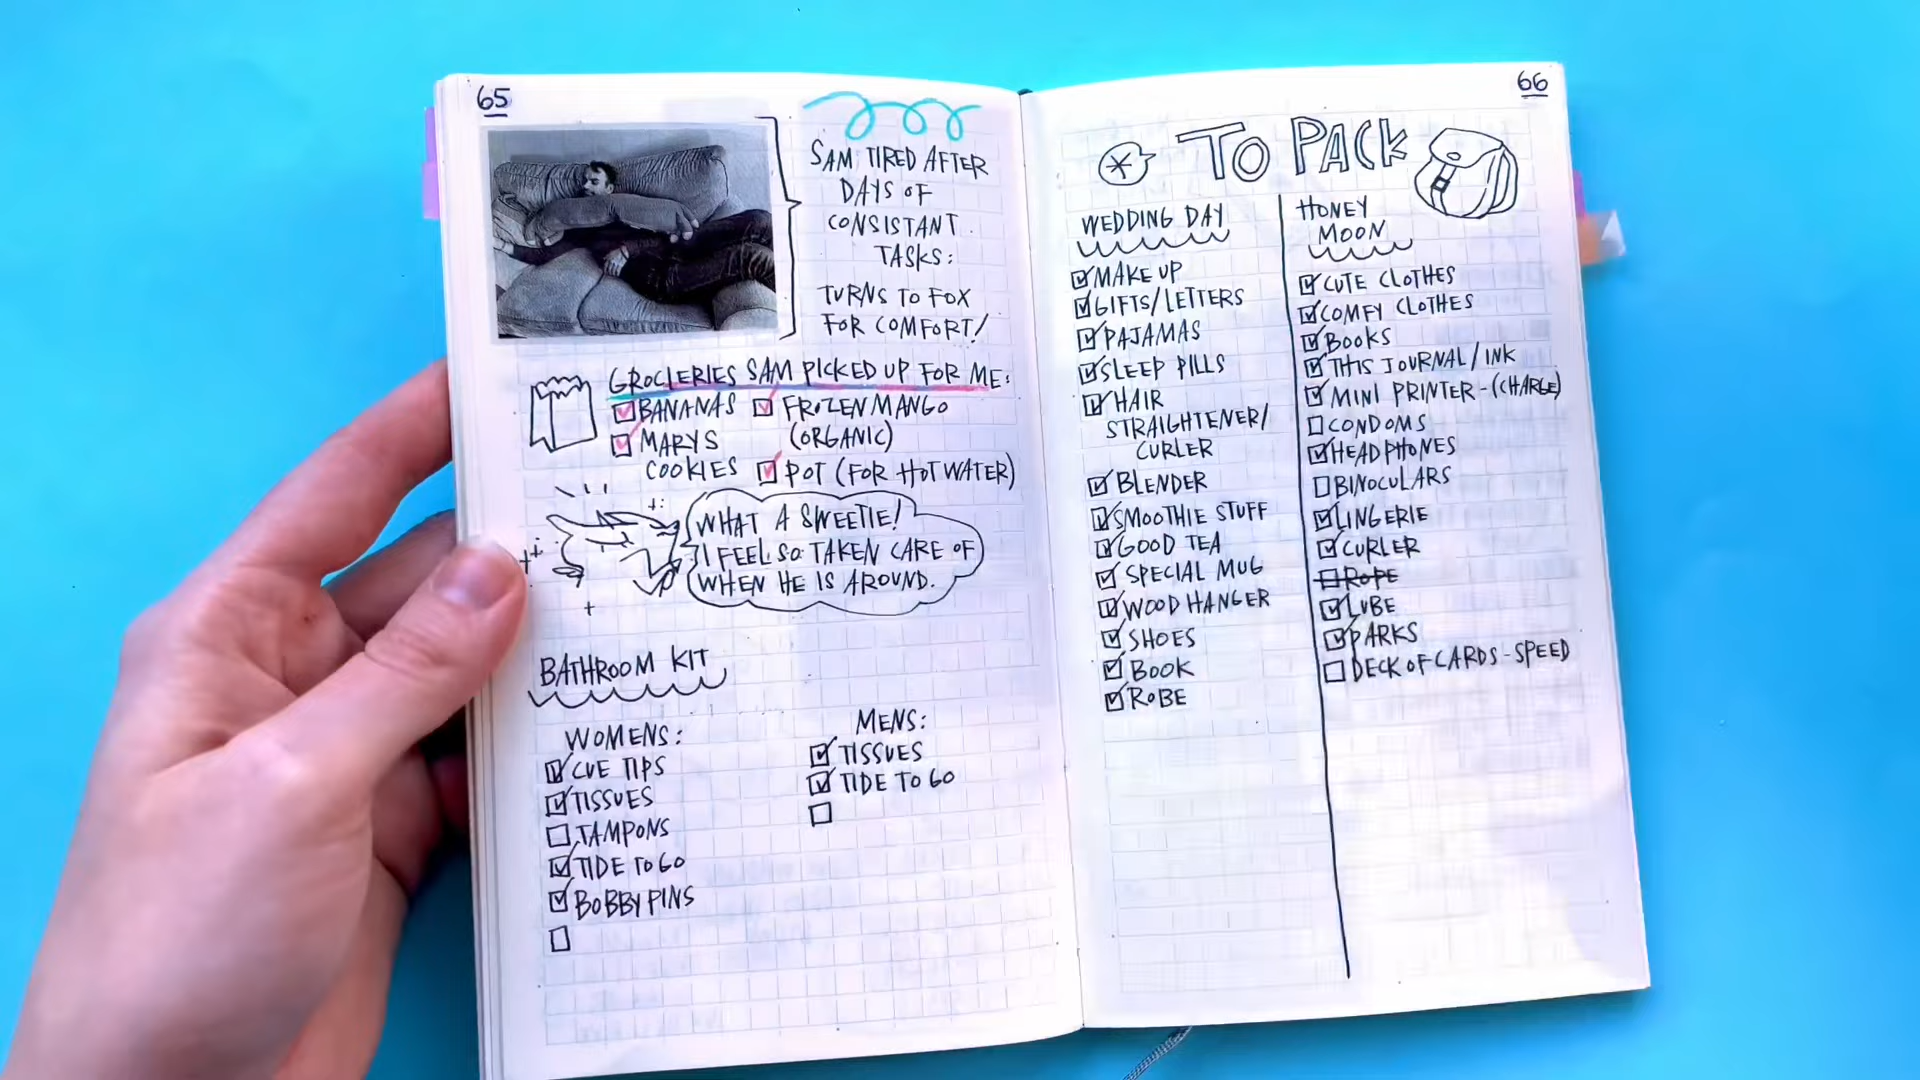 65
SAM, TIRED AFTER
DAYS OF
CONSISTANT
TASKS:
TURNS TO FOX
FOR COMFORT!
GROCLERIES SAM PICKED UP FOR ME:
BANANAS
MARYS
COOKIES
FROZEN MANGO
(ORGANIC)
POT (FOR HOT WATER)
WHAT A SWEETIE!
I FEEL SO TAKEN CARE OF
WHEN HE IS AROUND.
BATHROOM KIT
WOMENS:
CUE TIPS
TISSUES
TAMPONS
TIDE TO GO
BOBBY PINS
MENS:
TISSUES
TIDE TO GO
66
* TO PACK
WEDDING DAY
MAKE UP
GIFTS/LETTERS
PAJAMAS
SLEEP PILLS
HAIR
STRAIGHTENER/
CURLER
BLENDER
SMOOTHIE STUFF
GOOD TEA
SPECIAL MUG
WOOD HANGER
SHOES
BOOK
ROBE
HONEY
MOON
CUTE CLOTHES
COMFY CLOTHES
BOOKS
THIS JOURNAL/INK
MINI PRINTER-(CHARGE)
CONDOMS
HEADPHONES
BINOCULARS
LINGERIE
CURLER
ROPE
LUBE
PARKS
DECK OF CARDS - SPEED